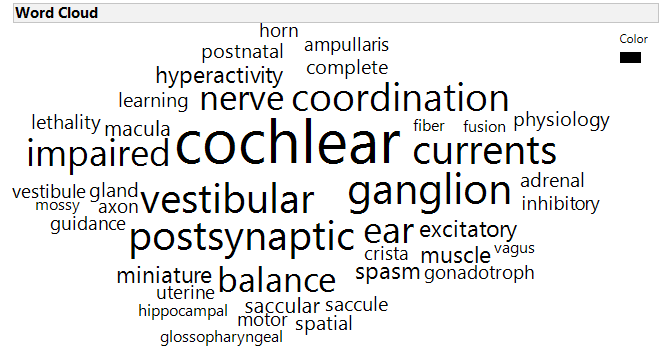 Word Cloud
Color
horn
postnatal ampullaris
hyperactivity complete
learning nerve coordination
lethality macula cochlear fiber fusion physiology
impaired currents
vestibule gland vestibular ganglion adrenal
mossy axon inhibitory
guidance postsynaptic ear excitatory
crista muscle vagus
miniature balance spasm gonadotroph
uterine
hippocampal saccular saccule
motor spatial
glossopharyngeal